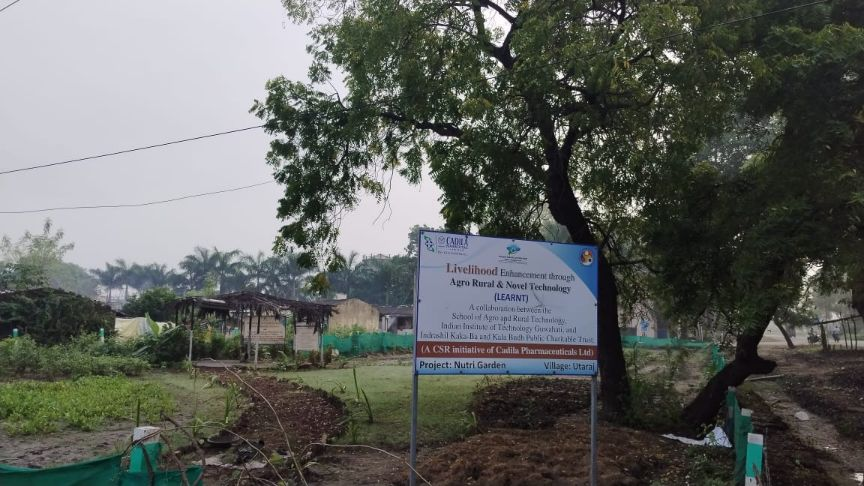 CADILA
Livelihood Enhancement through
Agro Rural & Novel Technology
(LEARNT)
A collaboration between the
School of Agro and Rural Technology,
Indian Institute of Technology Guwahati and
Indrashil Kaka-Ba and Kala Budh Public Charitable Trust
(A CSR initiative of Cadila Pharmaceuticals Ltd)
Project: Nutri Garden Village: Utaraj